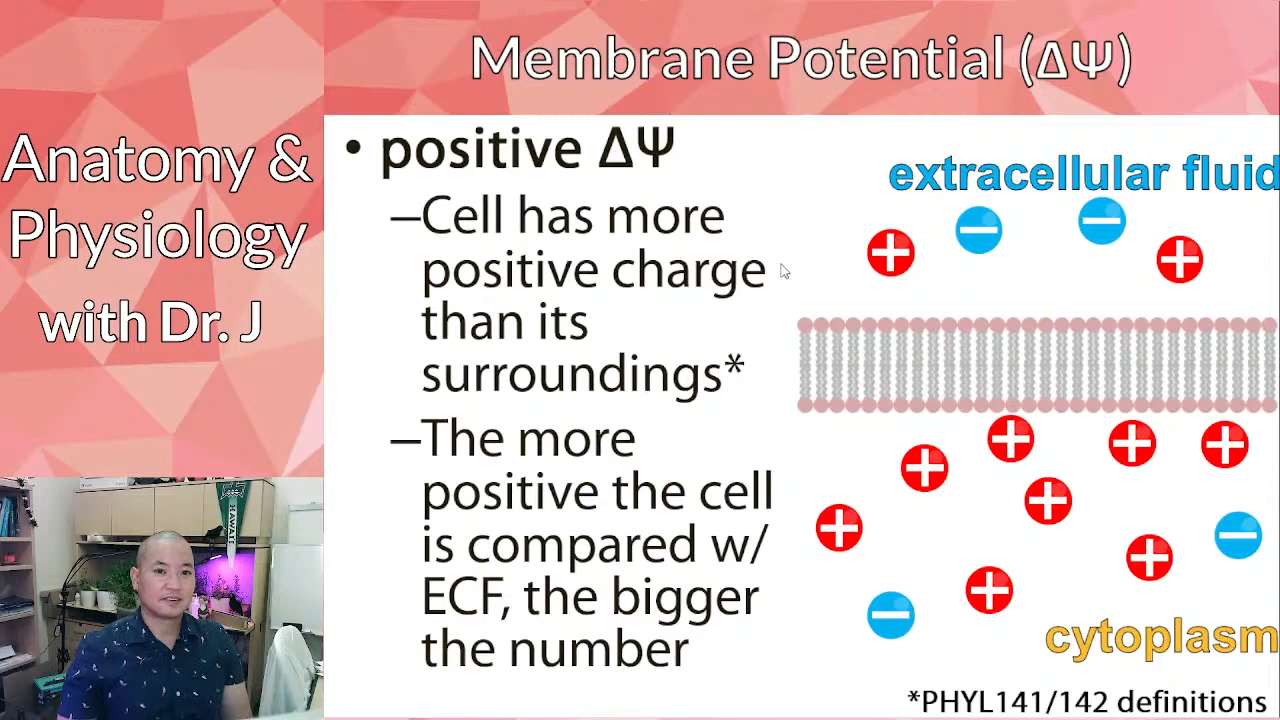 Membrane Potential (ΔΨ)
Anatomy &
Physiology
with Dr. J
• positive ΔΨ
–Cell has more
positive charge
than its
surroundings*
–The more
positive the cell
is compared w/
ECF, the bigger
the number
extracellular fluid
cytoplasm
*PHYL141/142 definitions
HAWAII